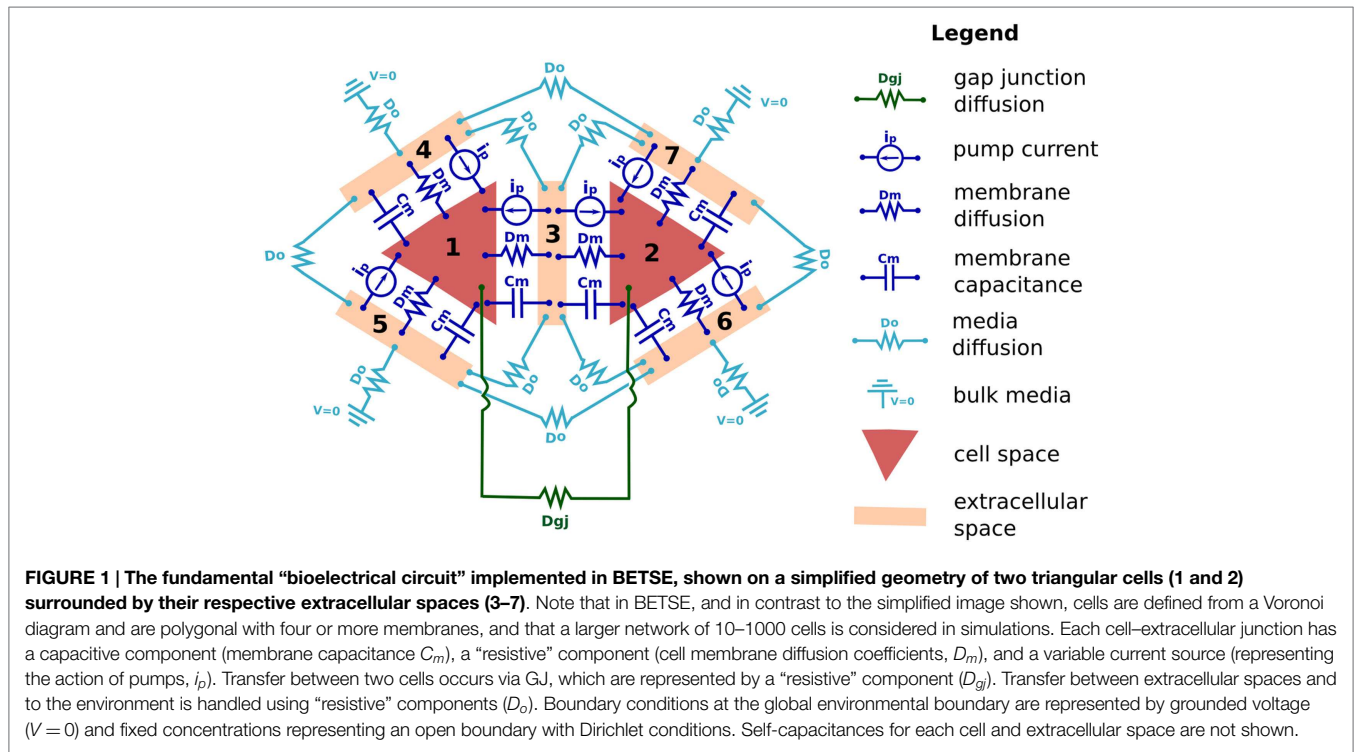 Legend
Dgj
gap junction
diffusion
ip
pump current
Dm
membrane
diffusion
Cm
membrane
capacitance
Do
media
diffusion
V=0
bulk media
cell space
extracellular
space
V=0
Do
Do
Do
Do
Do
V=0
4
ip
Dm
Cm
7
ip
Dm
Cm
1
ip
Dm
Cm
3
ip
Dm
Cm
2
Do
Do
ip
Dm
Cm
5
ip
Dm
Cm
6
Do
V=0
Do
Do
Do
Do
V=0
Dgj
FIGURE 1 | The fundamental “bioelectrical circuit” implemented in BETSE, shown on a simplified geometry of two triangular cells (1 and 2)
surrounded by their respective extracellular spaces (3–7). Note that in BETSE, and in contrast to the simplified image shown, cells are defined from a Voronoi
diagram and are polygonal with four or more membranes, and that a larger network of 10–1000 cells is considered in simulations. Each cell–extracellular junction has
a capacitive component (membrane capacitance Cm), a “resistive” component (cell membrane diffusion coefficients, Dm), and a variable current source (representing
the action of pumps, ip). Transfer between two cells occurs via GJ, which are represented by a “resistive” component (Dgj). Transfer between extracellular spaces and
to the environment is handled using “resistive” components (Do). Boundary conditions at the global environmental boundary are represented by grounded voltage
(V = 0) and fixed concentrations representing an open boundary with Dirichlet conditions. Self-capacitances for each cell and extracellular space are not shown.